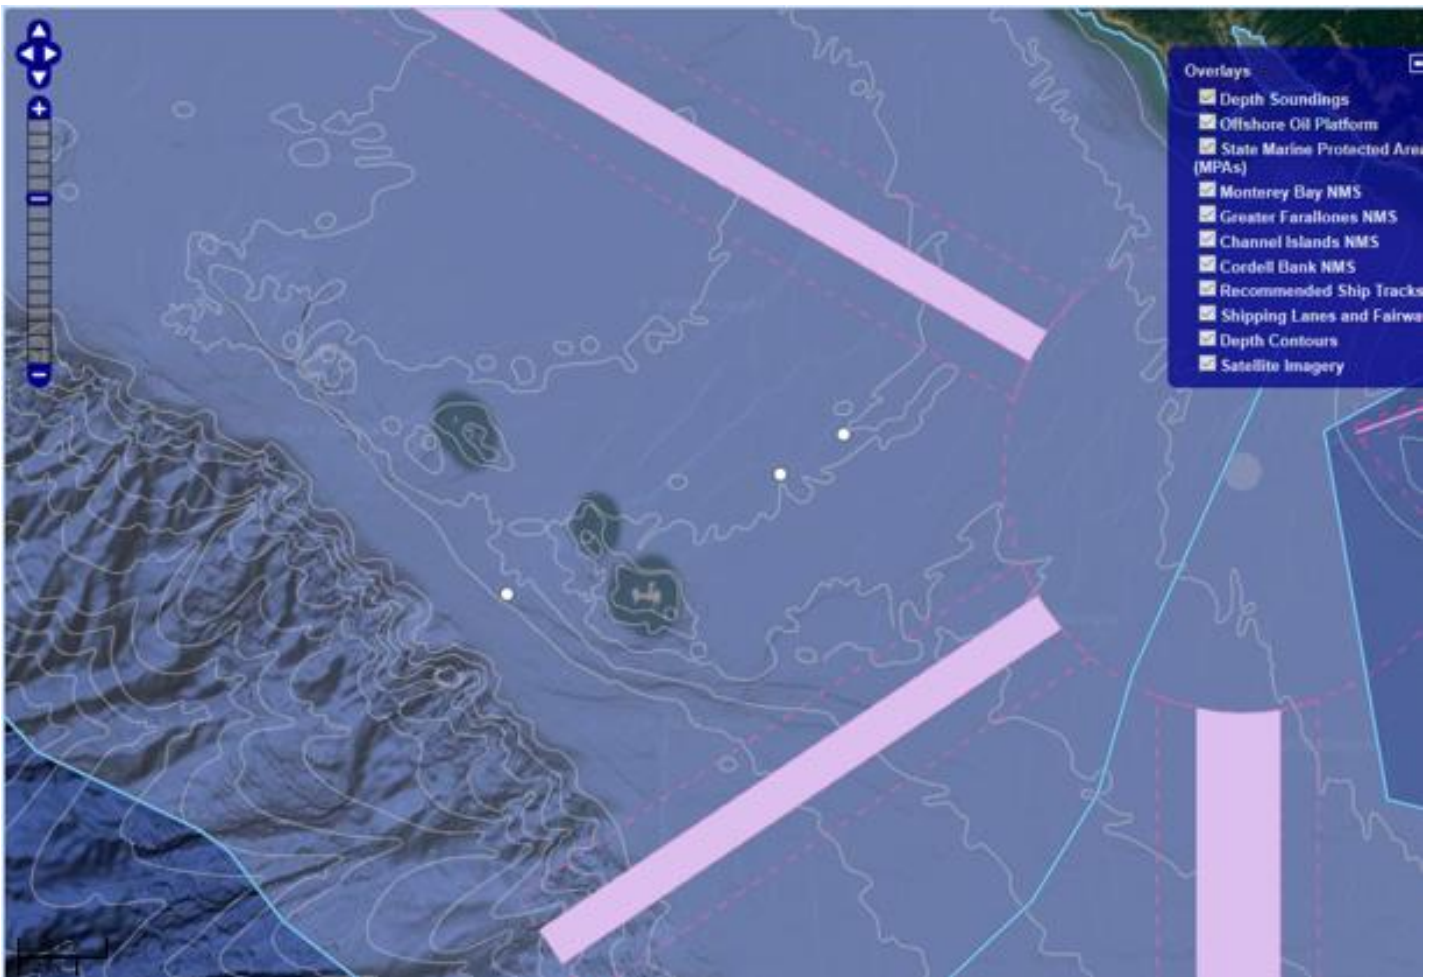 Overlays
Depth Soundings
Offshore Oil Platform
State Marine Protected Area
(MPAs)
Monterey Bay NMS
Greater Farallones NMS
Channel Islands NMS
Cordell Bank NMS
Recommended Ship Tracks
Shipping Lanes and Fairwa
Depth Contours
Satellite Imagery